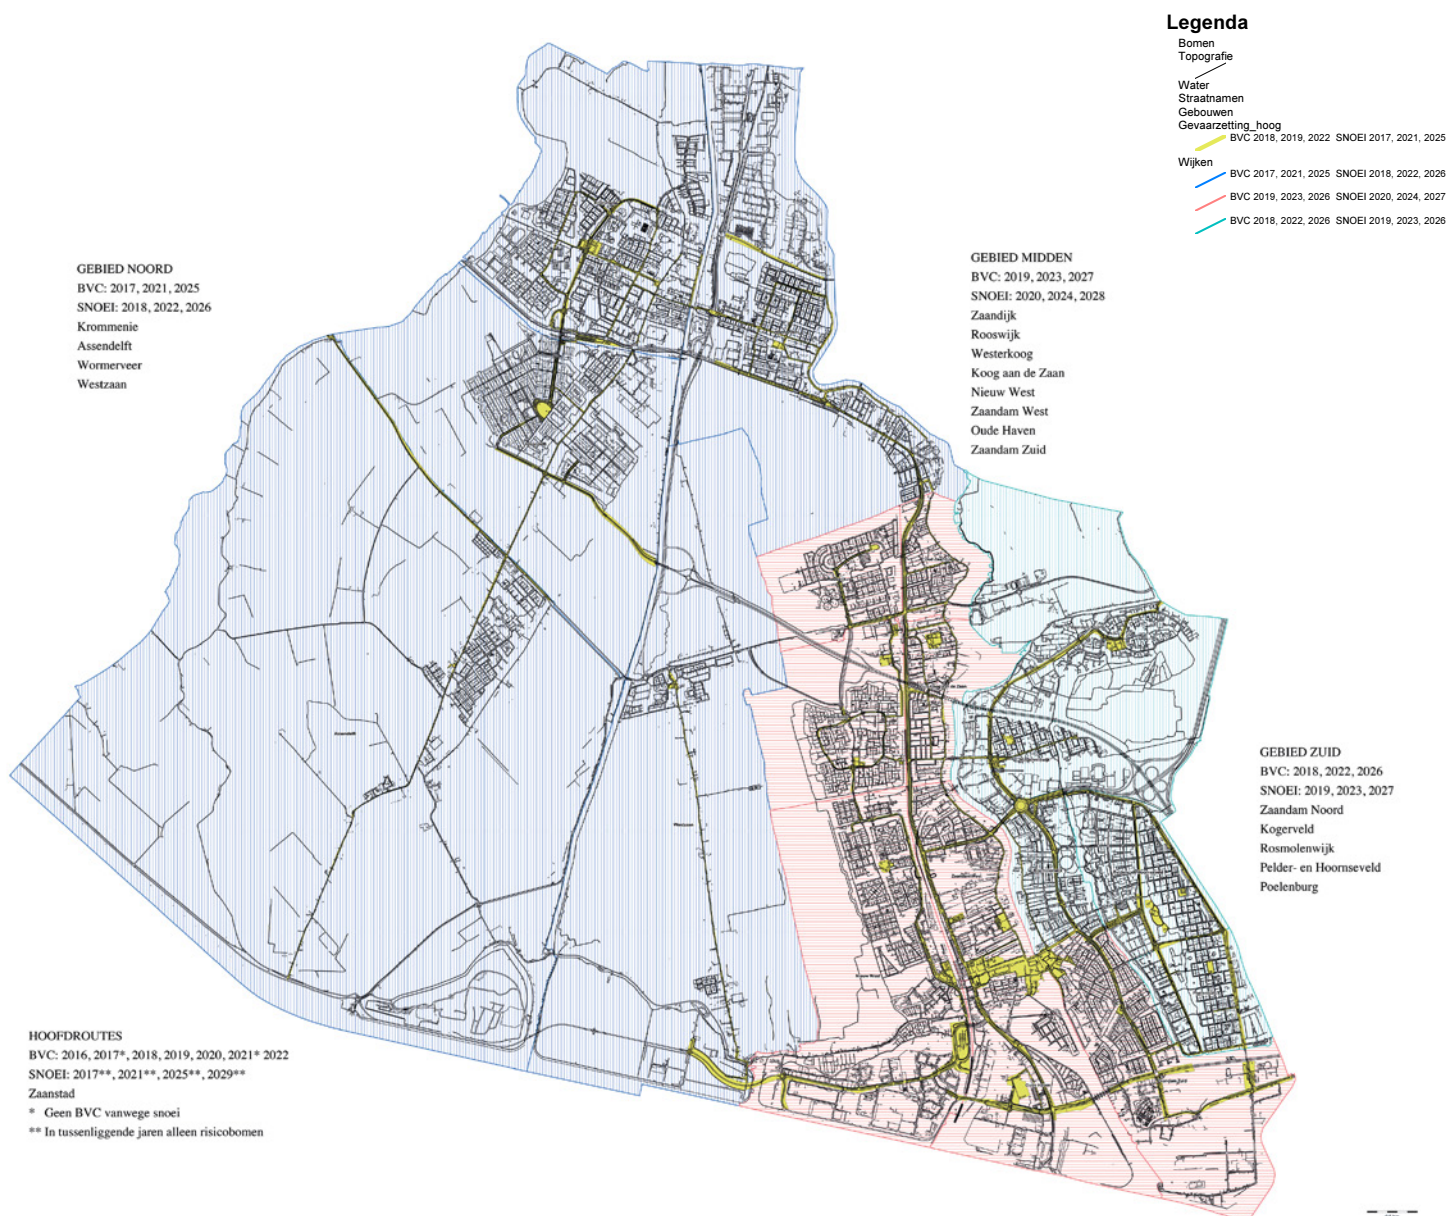 Legenda
Bomen
Topografie
Water
Straatnamen
Gebouwen
Gevaarzetting_hoog
BVC 2018, 2019, 2022 SNOEI 2017, 2021, 2025
Wijken
BVC 2017, 2021, 2025 SNOEI 2018, 2022, 2026
BVC 2019, 2023, 2026 SNOEI 2020, 2024, 2027
BVC 2018, 2022, 2026 SNOEI 2019, 2023, 2026
GEBIED NOORD
BVC: 2017, 2021, 2025
SNOEI: 2018, 2022, 2026
Krommenie
Assendelft
Wormerveer
Westzaan
GEBIED MIDDEN
BVC: 2019, 2023, 2027
SNOEI: 2020, 2024, 2028
Zaandijk
Rooswijk
Westerkoog
Koog aan de Zaan
Nieuw West
Zaandam West
Oude Haven
Zaandam Zuid
GEBIED ZUID
BVC: 2018, 2022, 2026
SNOEI: 2019, 2023, 2027
Zaandam Noord
Kogerveld
Rosmolenwijk
Pelder- en Hoornseveld
Poelenburg
HOOFDROUTES
BVC: 2016, 2017*, 2018, 2019, 2020, 2021* 2022
SNOEI: 2017**, 2021**, 2025**, 2029**
Zaanstad
* Geen BVC vanwege snoei
** In tussenliggende jaren alleen risicobomen